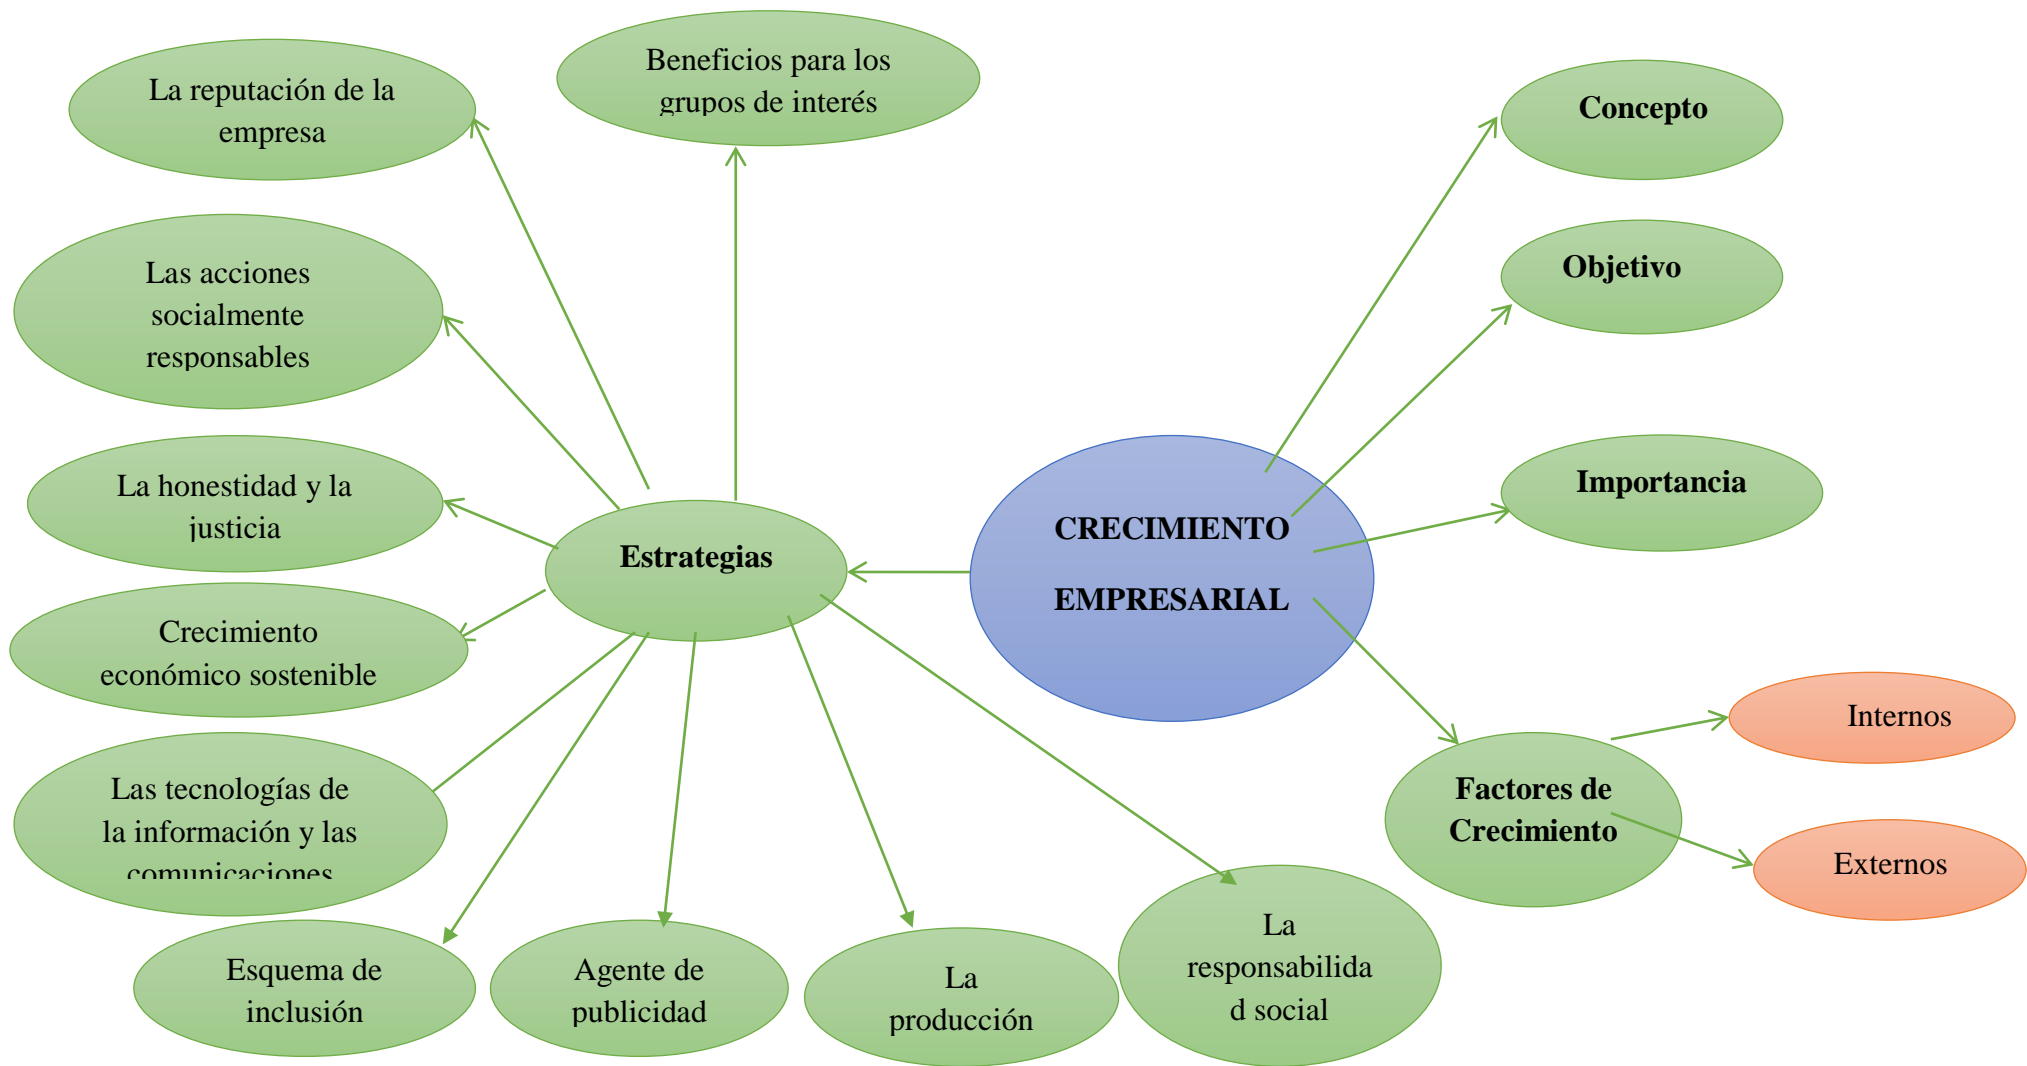 La reputación de la
empresa
Beneficios para los
grupos de interés
Concepto
Objetivo
Importancia
Las acciones
socialmente
responsables
La honestidad y la
justicia
Estrategias
CRECIMIENTO
EMPRESARIAL
Crecimiento
económico sostenible
Las tecnologías de
la información y las
comunicaciones
Factores de
Crecimiento
Internos
Externos
Esquema de
inclusión
Agente de
publicidad
La
producción
La
responsabilida
d social